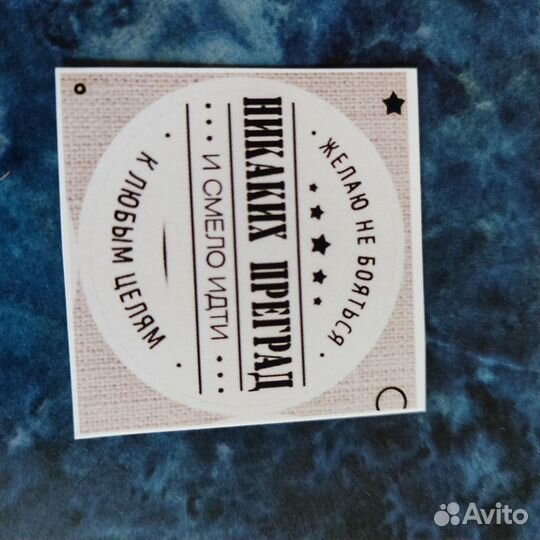 ЖЕЛАЮ НЕ БОЯТЬСЯ
НИКАКИХ ПРЕГРАД
И СМЕЛО ИДТИ
К ЛЮБЫМ ЦЕЛЯМ
Avito